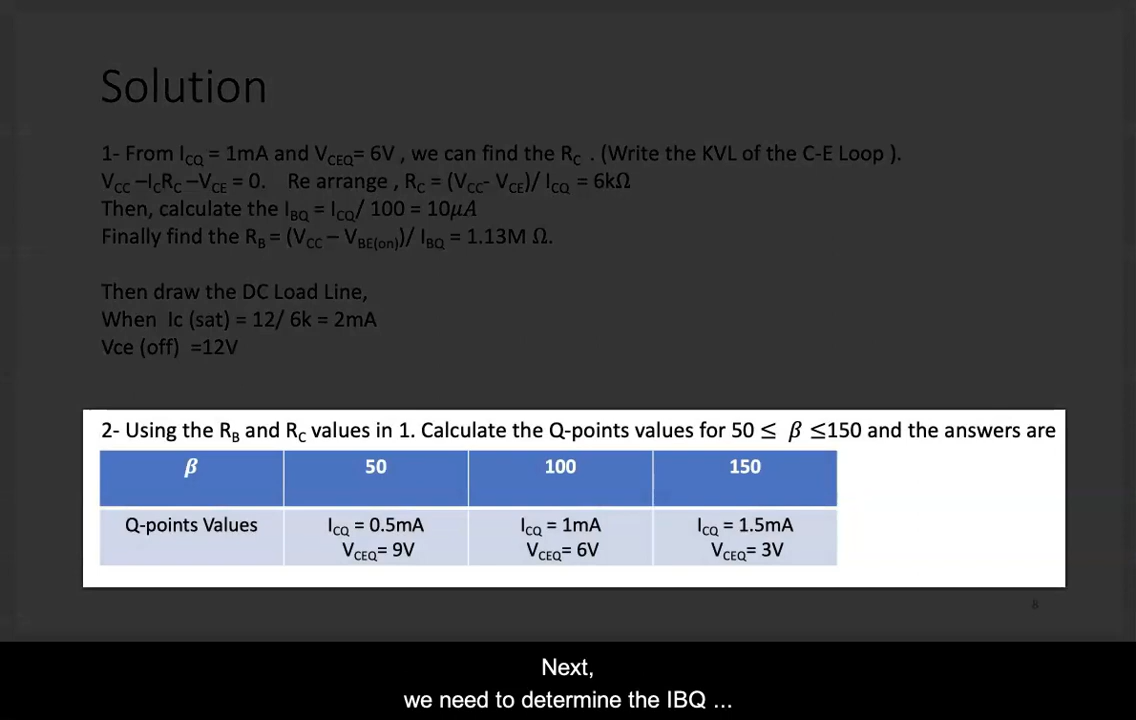 Solution
1- From ICQ = 1mA and VCEQ= 6V , we can find the RC . (Write the KVL of the C-E Loop ).
VCC –ICRC –VCE = 0. Re arrange , RC = (VCC- VCE)/ ICQ = 6kΩ
Then, calculate the IBQ = ICQ/ 100 = 10μA
Finally find the RB = (VCC – VBE(on))/ IBQ = 1.13M Ω.
Then draw the DC Load Line,
When Ic (sat) = 12/ 6k = 2mA
Vce (off) =12V
2- Using the RB and RC values in 1. Calculate the Q-points values for 50 ≤ β ≤150 and the answers are
β 50 100 150
Q-points Values ICQ = 0.5mA ICQ = 1mA ICQ = 1.5mA
VCEQ= 9V VCEQ= 6V VCEQ= 3V
8
Next,
we need to determine the IBQ ...